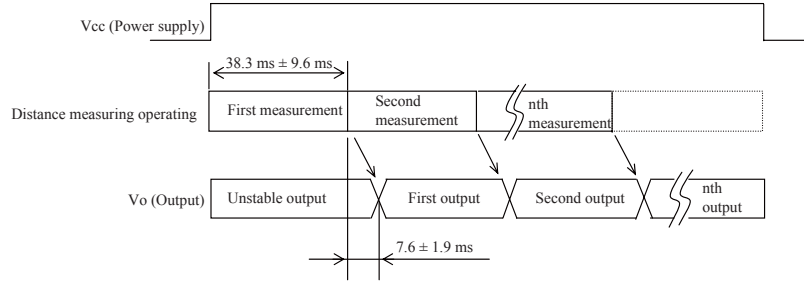 Vcc (Power supply)
38.3 ms ± 9.6 ms
Distance measuring operating
First measurement
Second
measurement
nth
measurement
Vo (Output)
Unstable output
First output
Second output
nth
output
7.6 ± 1.9 ms